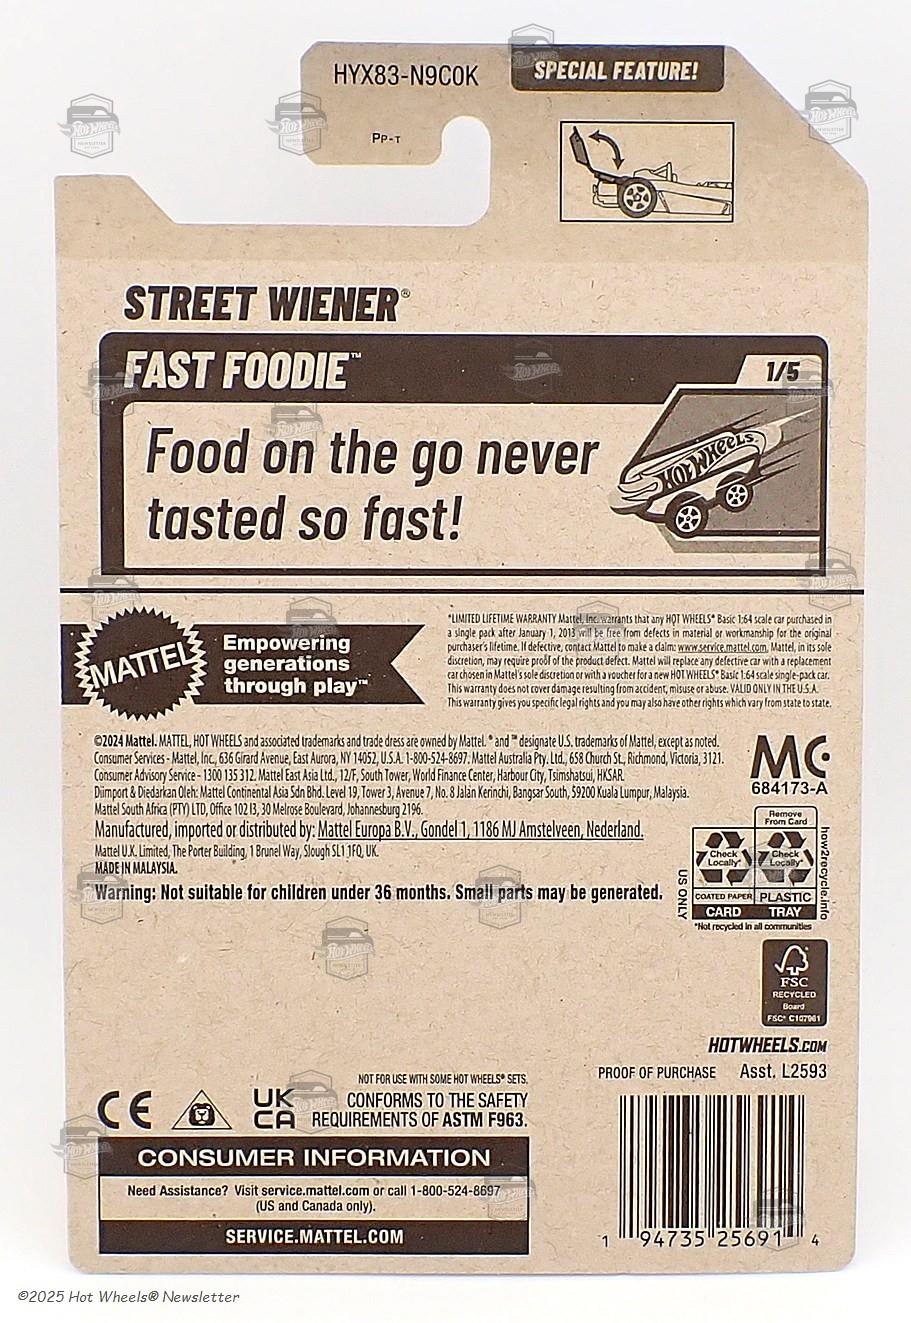 HYX83-N9C0K
SPECIAL FEATURE!
PP-T
STREET WIENER®
FAST FOODIE™
1/5
Food on the go never
tasted so fast!
HOT WHEELS
MATTEL
Empowering
generations
through play™
*LIMITED LIFETIME WARRANTY Mattel, Inc. warrants that any HOT WHEELS® Basic 1:64 scale car purchased in
a single pack after January 1, 2013 will be free from defects in material or workmanship for the original
purchaser's lifetime. If defective, contact Mattel to make a claim: www.service.mattel.com. Mattel, in its sole
discretion, may require proof of the product defect. Mattel will replace any defective car with a replacement
car chosen in Mattel's sole discretion or with a voucher for a new HOT WHEELS® Basic 1:64 scale single-pack car.
This warranty does not cover damage resulting from accident, misuse or abuse. VALID ONLY IN THE U.S.A.
This warranty gives you specific legal rights and you may also have other rights which vary from state to state.
©2024 Mattel. MATTEL, HOT WHEELS and associated trademarks and trade dress are owned by Mattel. ® and ™ designate U.S. trademarks of Mattel, except as noted.
Consumer Services - Mattel, Inc., 636 Girard Avenue, East Aurora, NY 14052, U.S.A. 1-800-524-8697. Mattel Australia Pty. Ltd., 658 Church St., Richmond, Victoria, 3121.
Consumer Advisory Service - 1300 135 312. Mattel East Asia Ltd., 12/F, South Tower, World Finance Center, Harbour City, Tsimshatsui, HKSAR.
Diimport & Diedarkan Oleh: Mattel Continental Asia Sdn Bhd. Level 19, Tower 3, Avenue 7, No. 8 Jalan Kerinchi, Bangsar South, 59200 Kuala Lumpur, Malaysia.
Mattel South Africa (PTY) LTD, Office 102 I3, 30 Melrose Boulevard, Johannesburg 2196.
Manufactured, imported or distributed by: Mattel Europa B.V., Gondel 1, 1186 MJ Amstelveen, Nederland.
Mattel U.K. Limited, The Porter Building, 1 Brunel Way, Slough SL1 1FQ, UK.
MADE IN MALAYSIA.
Warning: Not suitable for children under 36 months. Small parts may be generated.
MC
684173-A
Remove
From Card
Check
Locally*
Check
Locally*
COATED PAPER
PLASTIC
CARD
TRAY
US ONLY
how2recycle.info
*Not recycled in all communities
FSC
RECYCLED
Board
FSC® C107981
HOTWHEELS.COM
PROOF OF PURCHASE
Asst. L2593
NOT FOR USE WITH SOME HOT WHEELS® SETS.
CE
UK
CA
CONFORMS TO THE SAFETY
REQUIREMENTS OF ASTM F963.
CONSUMER INFORMATION
Need Assistance? Visit service.mattel.com or call 1-800-524-8697
(US and Canada only).
SERVICE.MATTEL.COM
1 94735 25691 4
©2025 Hot Wheels® Newsletter